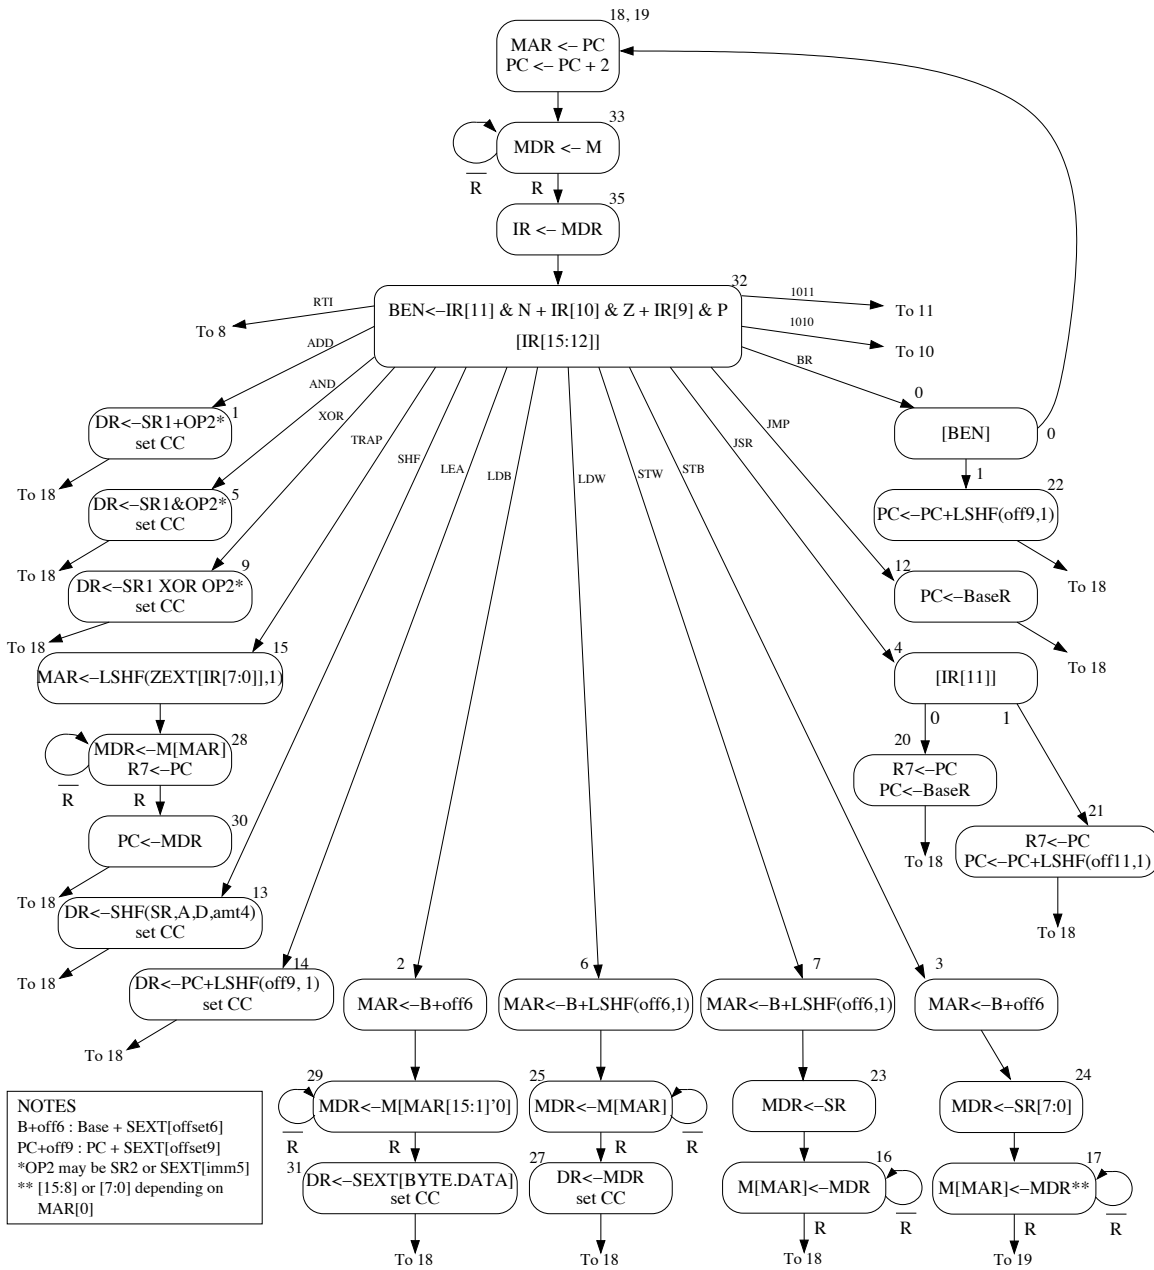 18, 19
MAR <– PC
PC <– PC + 2
33
MDR <– M
R
R
35
IR <– MDR
32
BEN<–IR[11] & N + IR[10] & Z + IR[9] & P
[IR[15:12]]
RTI
To 8
1011
To 11
1010
To 10
ADD
AND
XOR
TRAP
SHF
LEA
LDB
LDW
STW
STB
JSR
JMP
BR
1
DR<–SR1+OP2*
set CC
To 18
5
DR<–SR1&OP2*
set CC
To 18
9
DR<–SR1 XOR OP2*
set CC
To 18
15
MAR<–LSHF(ZEXT[IR[7:0]],1)
28
MDR<–M[MAR]
R7<–PC
R
R
30
PC<–MDR
To 18
13
DR<–SHF(SR,A,D,amt4)
set CC
To 18
14
DR<–PC+LSHF(off9, 1)
set CC
To 18
0
[BEN]
0
1
22
PC<–PC+LSHF(off9,1)
To 18
12
PC<–BaseR
To 18
4
[IR[11]]
0
1
20
R7<–PC
PC<–BaseR
To 18
21
R7<–PC
PC<–PC+LSHF(off11,1)
To 18
2
MAR<–B+off6
29
MDR<–M[MAR[15:1]'0]
R
R
31
DR<–SEXT[BYTE.DATA]
set CC
To 18
6
MAR<–B+LSHF(off6,1)
25
MDR<–M[MAR]
R
R
27
DR<–MDR
set CC
To 18
7
MAR<–B+LSHF(off6,1)
23
MDR<–SR
16
M[MAR]<–MDR
R
R
To 18
3
MAR<–B+off6
24
MDR<–SR[7:0]
17
M[MAR]<–MDR**
R
R
To 19
NOTES
B+off6 : Base + SEXT[offset6]
PC+off9 : PC + SEXT[offset9]
*OP2 may be SR2 or SEXT[imm5]
** [15:8] or [7:0] depending on
MAR[0]